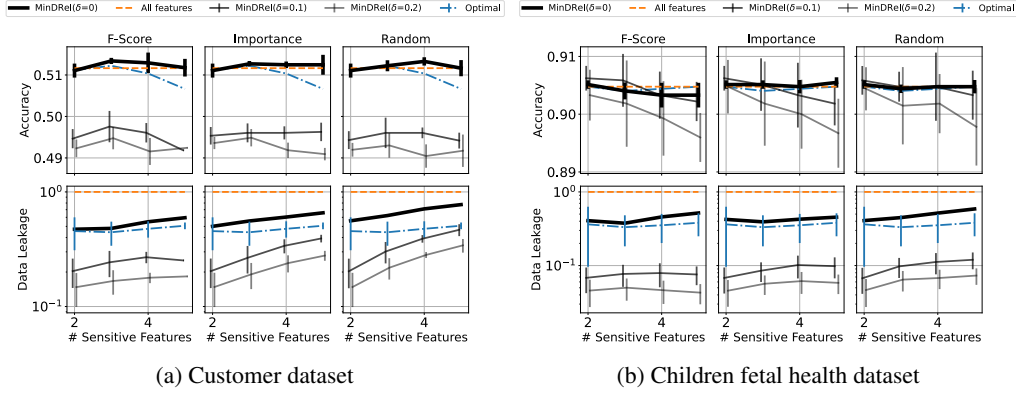 MinDRel(δ=0) All features MinDRel(δ=0.1) MinDRel(δ=0.2) Optimal
F-Score Importance Random
Accuracy
0.51
0.50
0.49
Data Leakage
10⁰
10⁻¹
2 4 2 4 2 4
# Sensitive Features # Sensitive Features # Sensitive Features
(a) Customer dataset
MinDRel(δ=0) All features MinDRel(δ=0.1) MinDRel(δ=0.2) Optimal
F-Score Importance Random
Accuracy
0.91
0.90
0.89
Data Leakage
10⁰
10⁻¹
2 4 2 4 2 4
# Sensitive Features # Sensitive Features # Sensitive Features
(b) Children fetal health dataset